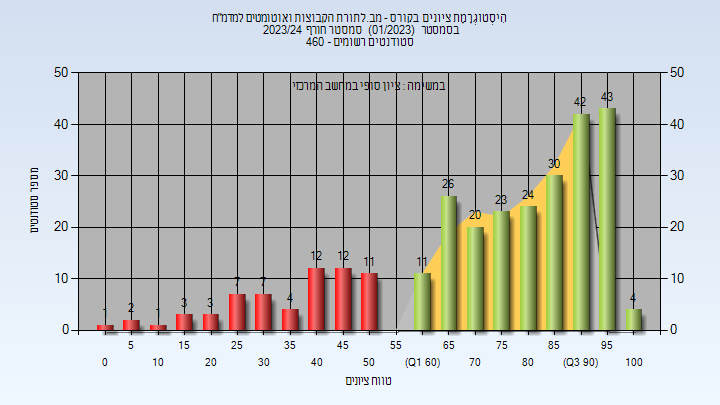 היסטוגרמת ציונים בקורס - מב.לתורת הקבוצות ואוטומטים למדמ"ח
בסמסטר (01/2023) סמסטר חורף 2023/24
סטודנטים רשומים - 460
במשימה : ציון סופי במחשב המרכזי
50 50
40 40
30 30
20 20
10 10
0 0
מספר סטודנטים
1 2 1 3 3 7 7 4 12 12 11 11 26 20 23 24 30 42 43 4
5 15 25 35 45 55 65 75 85 95
0 10 20 30 40 50 (Q1 60) 70 80 (Q3 90) 100
טווח ציונים